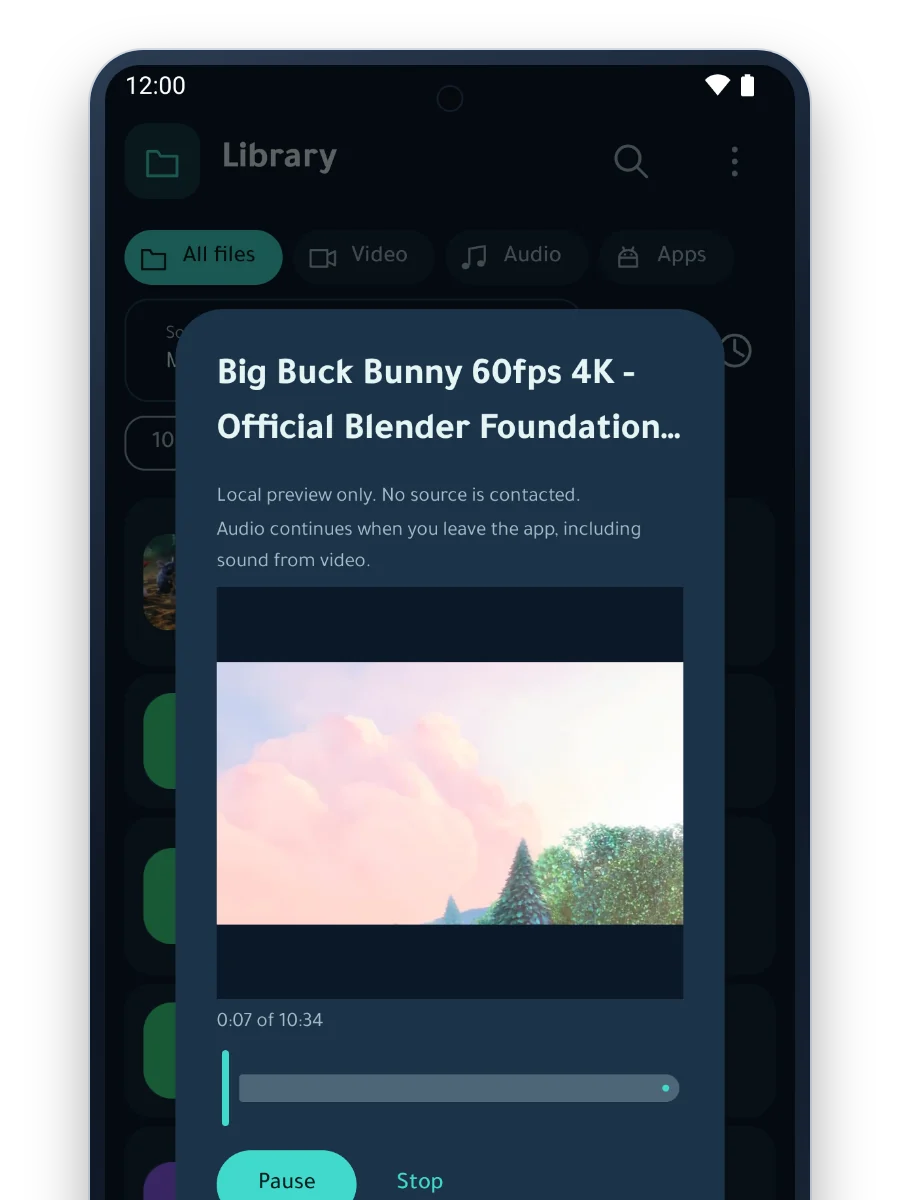 12:00
Library
All files
Video
Audio
Apps
10
Big Buck Bunny 60fps 4K -
Official Blender Foundation…
Local preview only. No source is contacted.
Audio continues when you leave the app, including
sound from video.
0:07 of 10:34
Pause
Stop